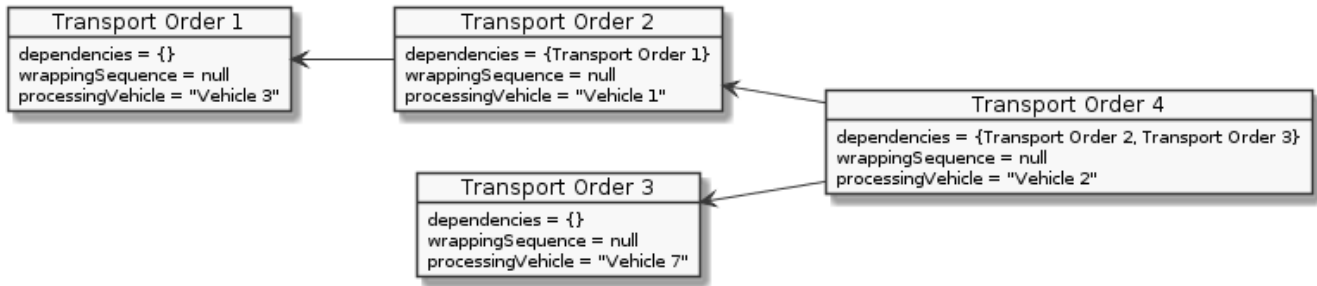 Transport Order 1
dependencies = {}
wrappingSequence = null
processingVehicle = "Vehicle 3"
Transport Order 2
dependencies = {Transport Order 1}
wrappingSequence = null
processingVehicle = "Vehicle 1"
Transport Order 3
dependencies = {}
wrappingSequence = null
processingVehicle = "Vehicle 7"
Transport Order 4
dependencies = {Transport Order 2, Transport Order 3}
wrappingSequence = null
processingVehicle = "Vehicle 2"